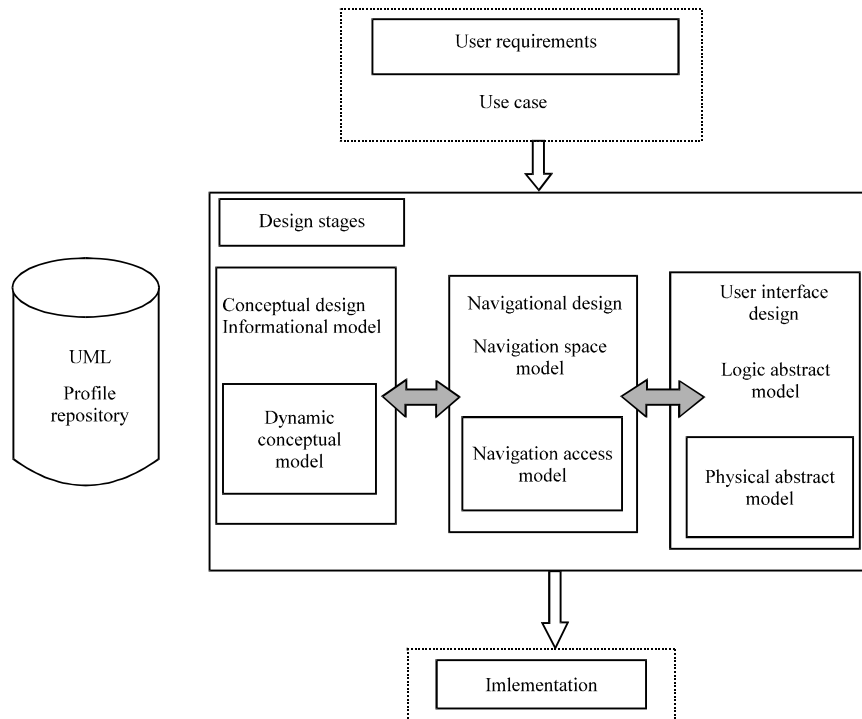 User requirements
Use case
Design stages
Conceptual design
Informational model
Dynamic
conceptual
model
Navigational design
Navigation space
model
Navigation access
model
User interface
design
Logic abstract
model
Physical abstract
model
UML
Profile
repository
Imlementation